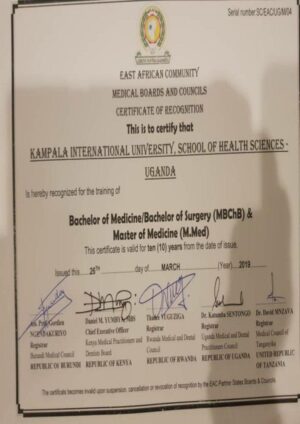 Serial number:SC/EAC/UG/M/04
EAST AFRICAN COMMUNITY
MEDICAL BOARDS AND COUNCILS
CERTIFICATE OF RECOGNITION
This is to certify that
KAMPALA INTERNATIONAL UNIVERSITY, SCHOOL OF HEALTH SCIENCES -
UGANDA
Is hereby recognized for the training of
Bachelor of Medicine/Bachelor of Surgery (MBChB) &
Master of Medicine (M.Med)
This certificate is valid for ten (10) years from the date of issue.
Issued this 26th day of MARCH (Year) 2019
Registrar
Burundi Medical Council
REPUBLIC OF BURUNDI
Daniel M. YUMBYA, MBS
Chief Executive Officer
Kenya Medical Practitioners and
Dentists Board
REPUBLIC OF KENYA
Registrar
Rwanda Medical and Dental
Council
REPUBLIC OF RWANDA
Dr. Katumba SENTONGO
Registrar
Uganda Medical and Dental
Practitioners Council
REPUBLIC OF UGANDA
Dr. David MNZAVA
Registrar
Medical Council of
Tanganyika
UNITED REPUBLIC
OF TANZANIA
The certificate becomes invalid upon suspension, cancellation or revocation of recognition by the EAC Partner States Boards & Councils.